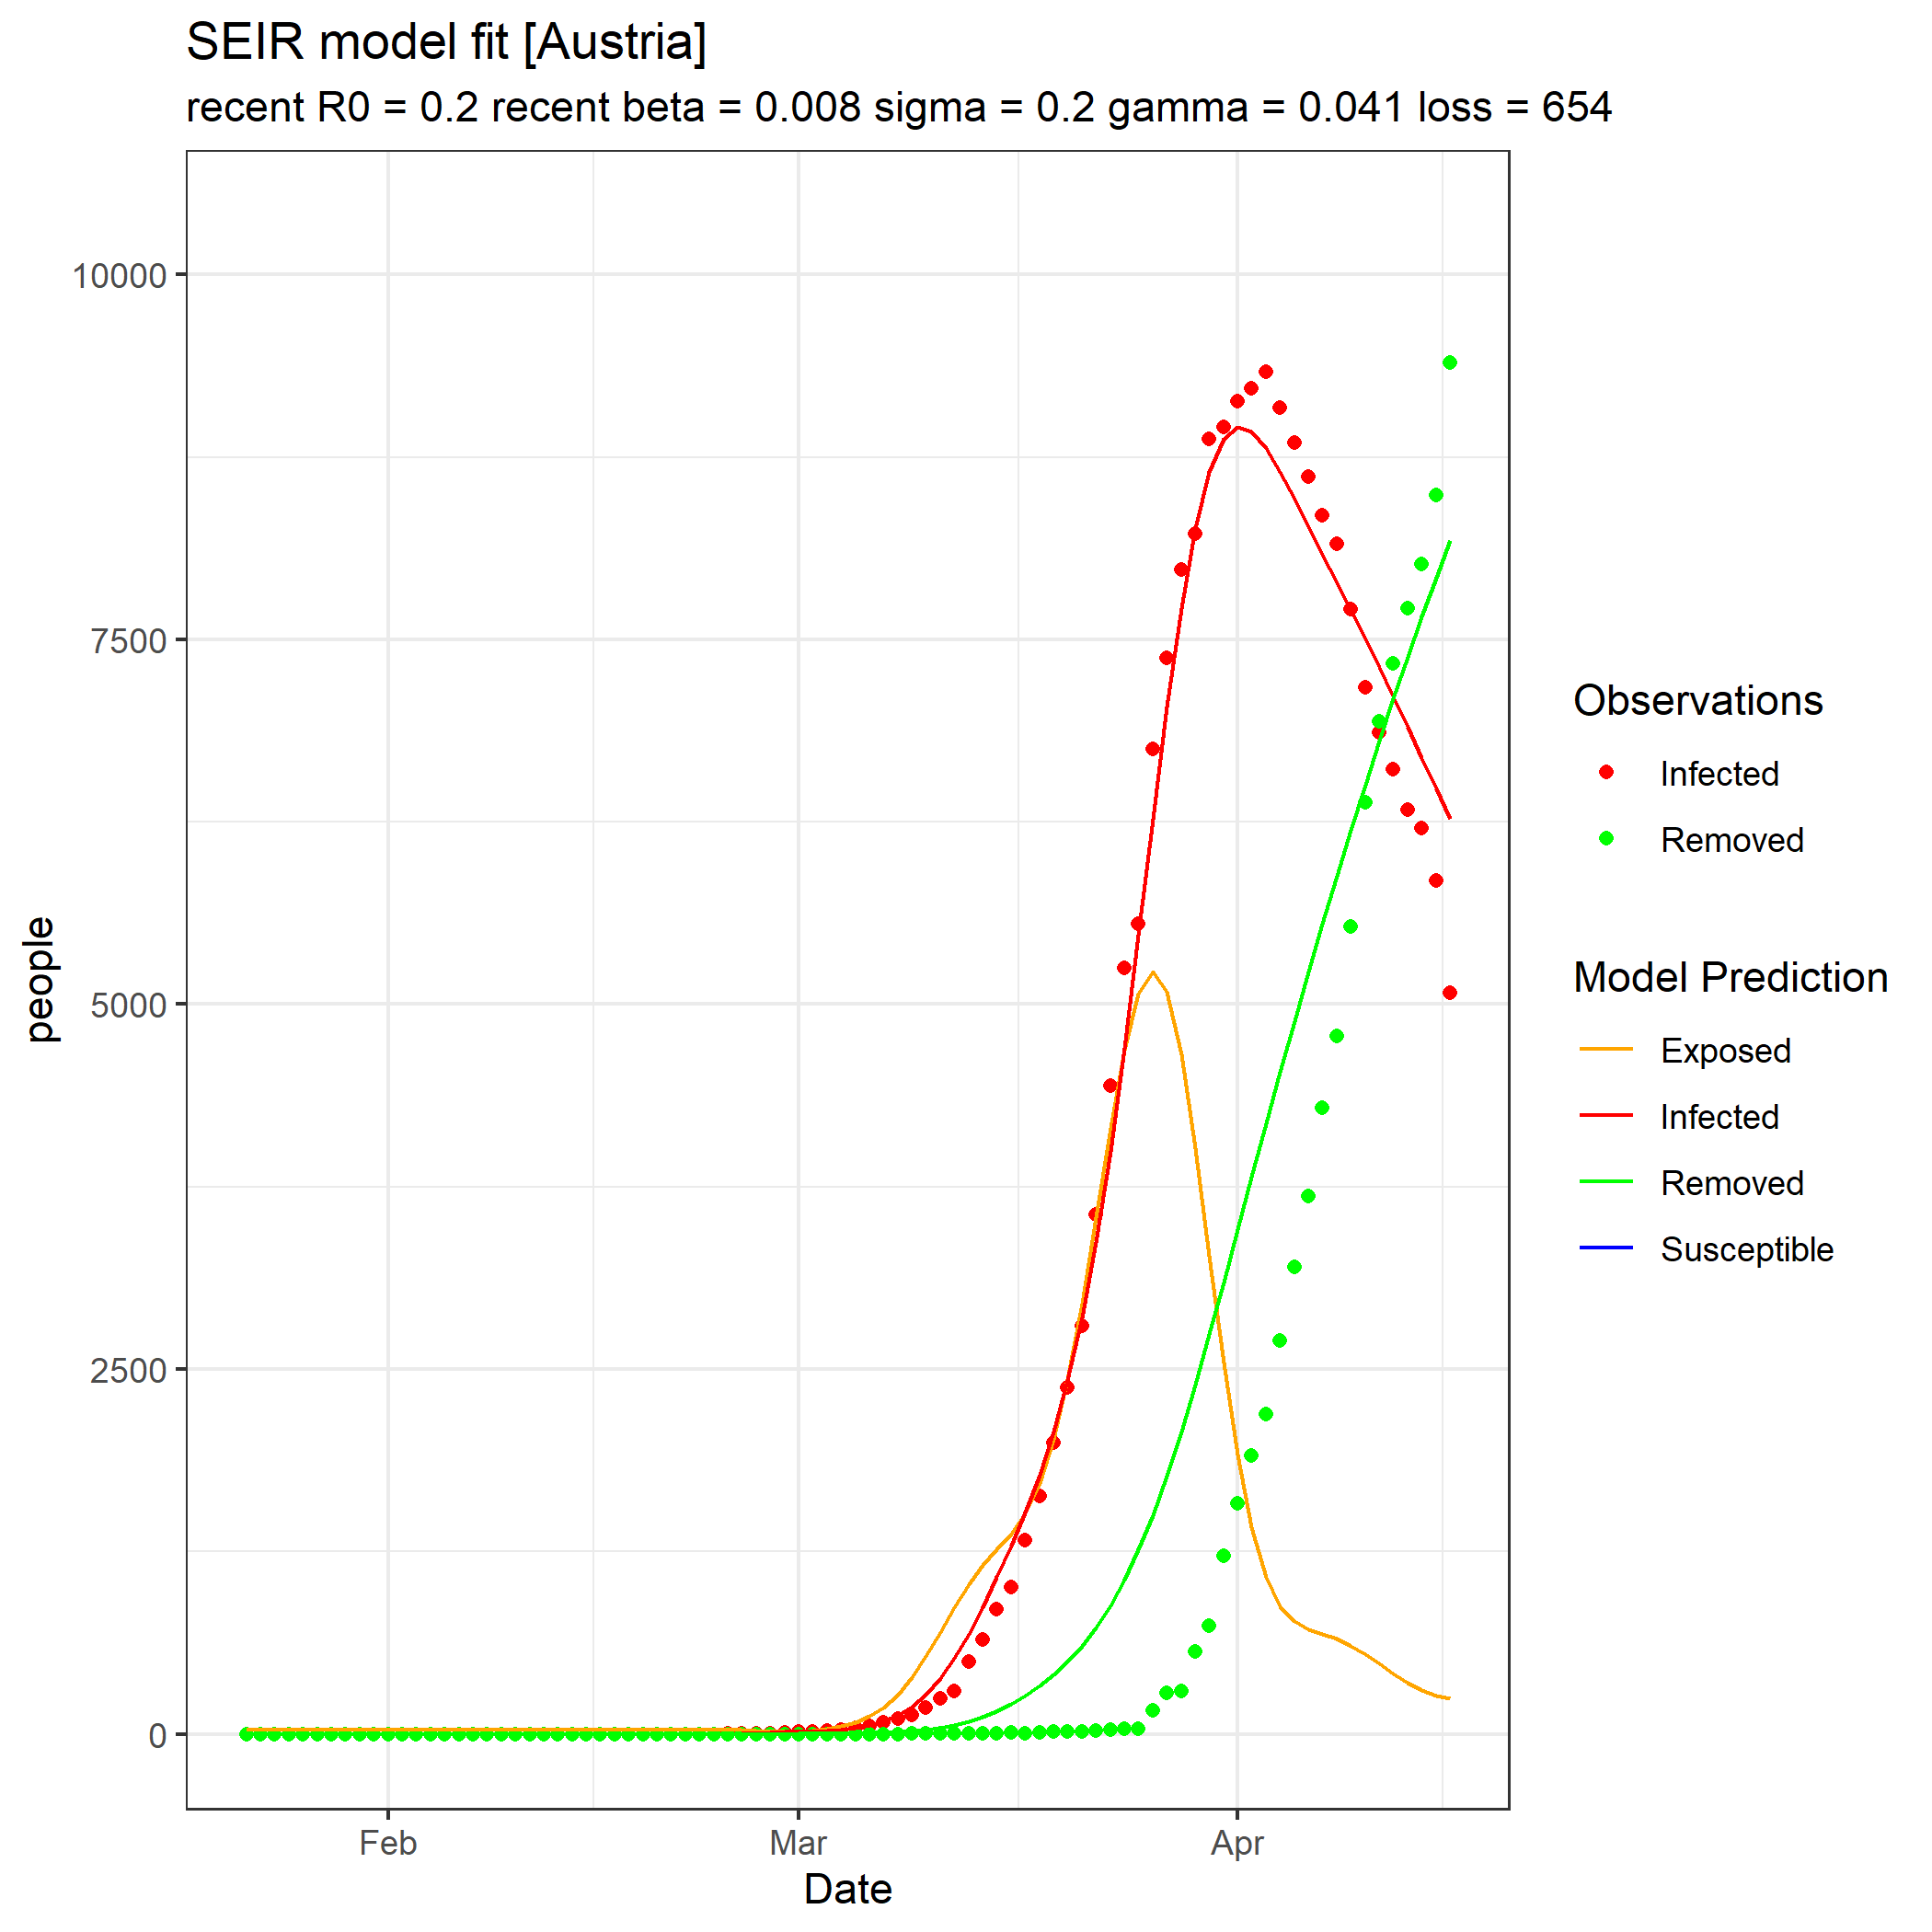 SEIR model fit [Austria]
recent R0 = 0.2 recent beta = 0.008 sigma = 0.2 gamma = 0.041 loss = 654
10000
7500
5000
2500
0
people
Feb
Mar
Apr
Date
Observations
Infected
Removed
Model Prediction
Exposed
Infected
Removed
Susceptible